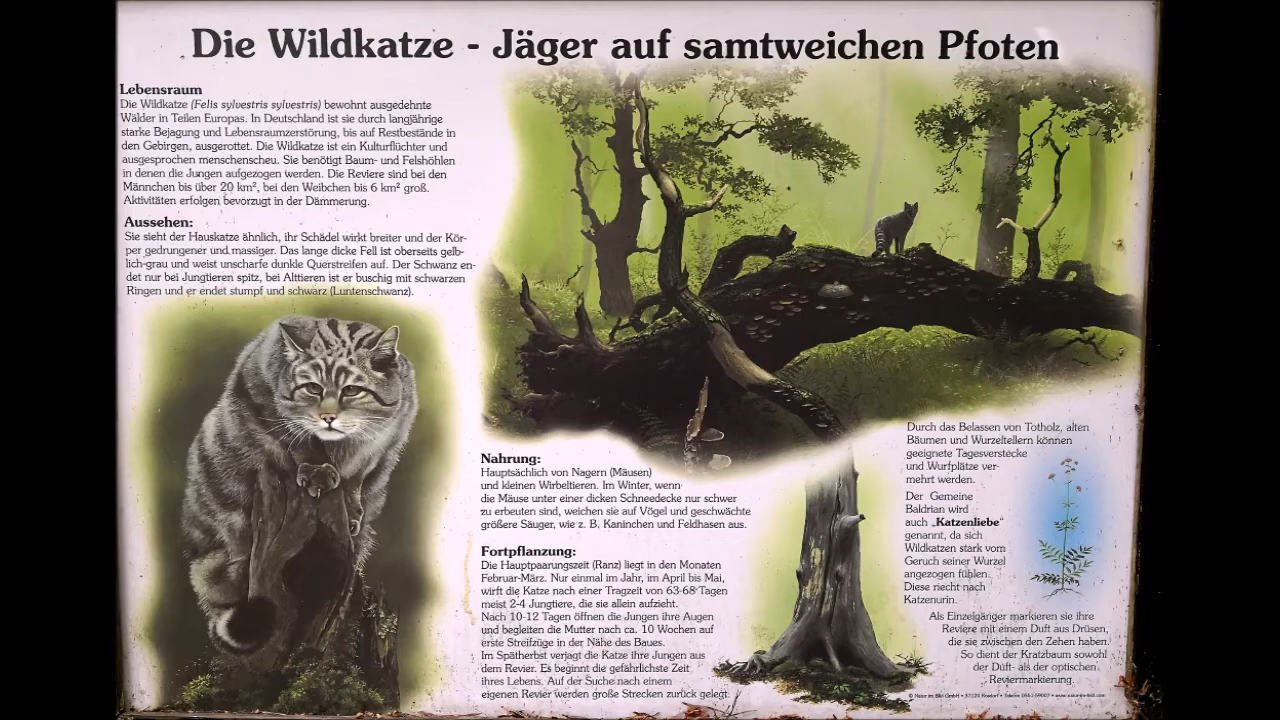 Die Wildkatze - Jäger auf samtweichen Pfoten
Lebensraum
Die Wildkatze (Felis sylvestris sylvestris) bewohnt ausgedehnte
Wälder in Teilen Europas. In Deutschland ist sie durch langjährige
starke Bejagung und Lebensraumzerstörung, bis auf Restbestände in
den Gebirgen, ausgerottet. Die Wildkatze ist ein Kulturflüchter und
ausgesprochen menschenscheu. Sie benötigt Baum- und Felshöhlen
in denen die Jungen aufgezogen werden. Die Reviere sind bei den
Männchen bis über 20 km², bei den Weibchen bis 6 km² groß.
Aktivitäten erfolgen bevorzugt in der Dämmerung.
Aussehen:
Sie sieht der Hauskatze ähnlich, ihr Schädel wirkt breiter und der Kör-
per gedrungener und massiger. Das lange dicke Fell ist oberseits gelb-
lich-grau und weist unscharfe dunkle Querstreifen auf. Der Schwanz en-
det nur bei Jungtieren spitz, bei Alttieren ist er buschig mit schwarzen
Ringen und er endet stumpf und schwarz (Luntenschwanz).
Nahrung:
Hauptsächlich von Nagern (Mäusen)
und kleinen Wirbeltieren. Im Winter, wenn
die Mäuse unter einer dicken Schneedecke nur schwer
zu erbeuten sind, weichen sie auf Vögel und geschwächte
größere Säuger, wie z. B. Kaninchen und Feldhasen aus.
Fortpflanzung:
Die Hauptpaarungszeit (Ranz) liegt in den Monaten
Februar-März. Nur einmal im Jahr, im April bis Mai,
wirft die Katze nach einer Tragzeit von 63-68 Tagen
meist 2-4 Jungtiere, die sie allein aufzieht.
Nach 10-12 Tagen öffnen die Jungen ihre Augen
und begleiten die Mutter nach ca. 10 Wochen auf
erste Streifzüge in der Nähe des Baues.
Im Spätherbst verjagt die Katze ihre Jungen aus
dem Revier. Es beginnt die gefährlichste Zeit
ihres Lebens. Auf der Suche nach einem
eigenen Revier werden große Strecken zurück gelegt.
Durch das Belassen von Totholz, alten
Bäumen und Wurzeltellern können
geeignete Tagesverstecke
und Wurfplätze ver-
mehrt werden.
Der Gemeine
Baldrian wird
auch „Katzenliebe“
genannt, da sich
Wildkatzen stark vom
Geruch seiner Wurzel
angezogen fühlen.
Diese riecht nach
Katzenurin.
Als Einzelgänger markieren sie ihre
Reviere mit einem Duft aus Drüsen,
die sie zwischen den Zehen haben.
So dient der Kratzbaum sowohl
der Duft- als der optischen
Reviermarkierung.
© Natur im Bild GmbH • 37124 Rosdorf • Telefon 0551-59007 • www.natur-im-bild.com